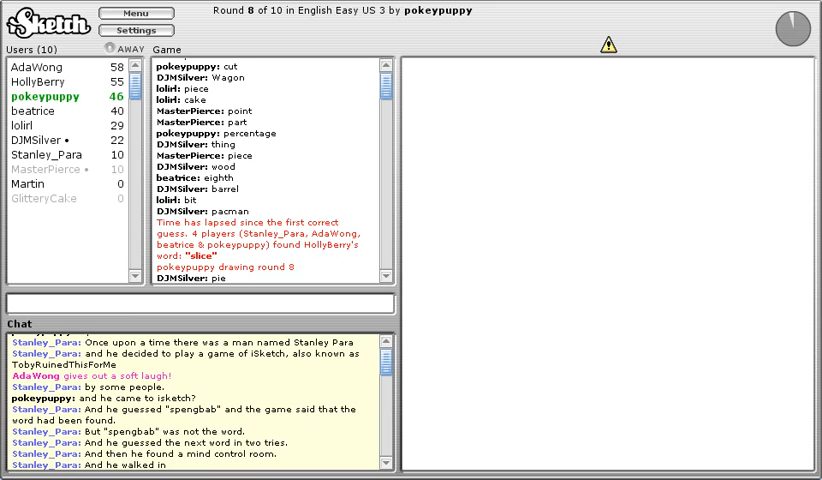 iSketch
Menu
Settings
Round 8 of 10 in English Easy US 3 by pokeypuppy
Users (10)
AWAY
Game
AdaWong 58
HollyBerry 55
pokeypuppy 46
beatrice 40
lolirl 29
DJMSilver • 22
Stanley_Para 10
MasterPierce • 10
Martin 0
GlitteryCake 0
pokeypuppy: cut
DJMSilver: Wagon
lolirl: piece
lolirl: cake
MasterPierce: point
MasterPierce: part
pokeypuppy: percentage
DJMSilver: thing
MasterPierce: piece
DJMSilver: wood
beatrice: eighth
DJMSilver: barrel
lolirl: bit
DJMSilver: pacman
Time has lapsed since the first correct
guess. 4 players (Stanley_Para, AdaWong,
beatrice & pokeypuppy) found HollyBerry's
word: "slice"
pokeypuppy drawing round 8
DJMSilver: pie
Chat
Stanley_Para: Once upon a time there was a man named Stanley Para
Stanley_Para: and he decided to play a game of iSketch, also known as
TobyRuinedThisForMe
AdaWong gives out a soft laugh!
Stanley_Para: by some people.
pokeypuppy: and he came to isketch?
Stanley_Para: And he guessed "spengbab" and the game said that the
word had been found.
Stanley_Para: But "spengbab" was not the word.
Stanley_Para: And he guessed the next word in two tries.
Stanley_Para: And then he found a mind control room.
Stanley_Para: And he walked in